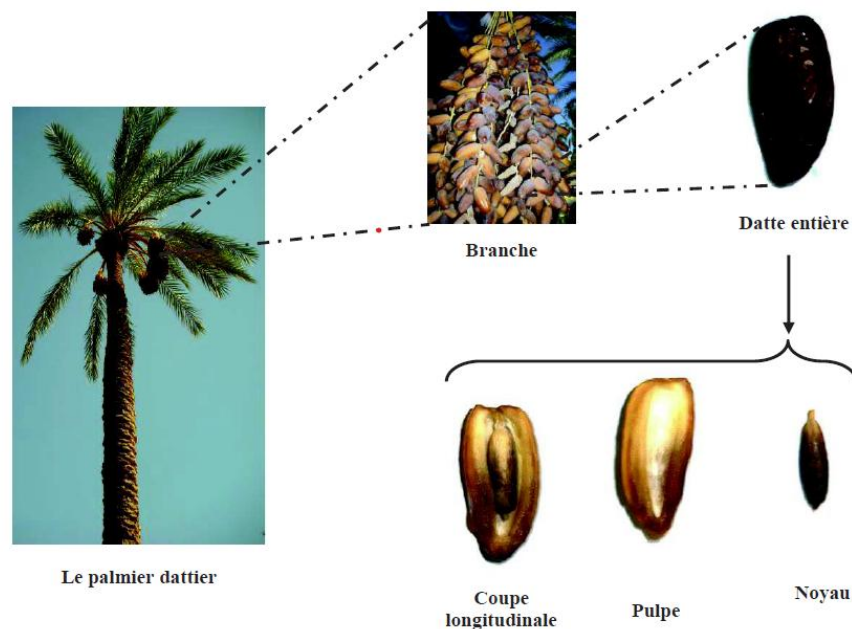 Branche
Datte entière
Le palmier dattier
Coupe
longitudinale
Pulpe
Noyau